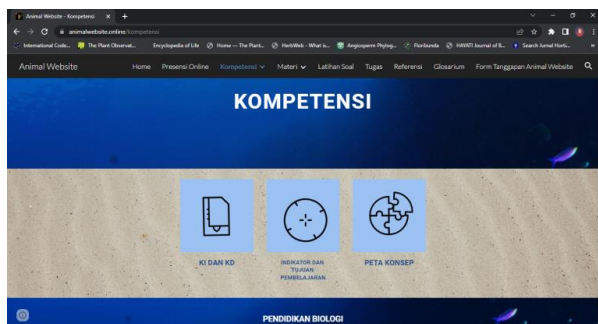 Animal Website - Kompetensi
animalwebsite.online/kompetensi
International Code... The Plant Observat... Encyclopedia of Life Home — The Plant... HerbWeb - What is... Angiosperm Phylog... Floribunda HAYATI Journal of B... Search Jurnal Horti...
Animal Website Home Presensi Online Kompetensi Materi Latihan Soal Tugas Referensi Glosarium Form Tanggapan Animal Website
KOMPETENSI
KI DAN KD
INDIKATOR DAN
TUJUAN
PEMBELAJARAN
PETA KONSEP
PENDIDIKAN BIOLOGI